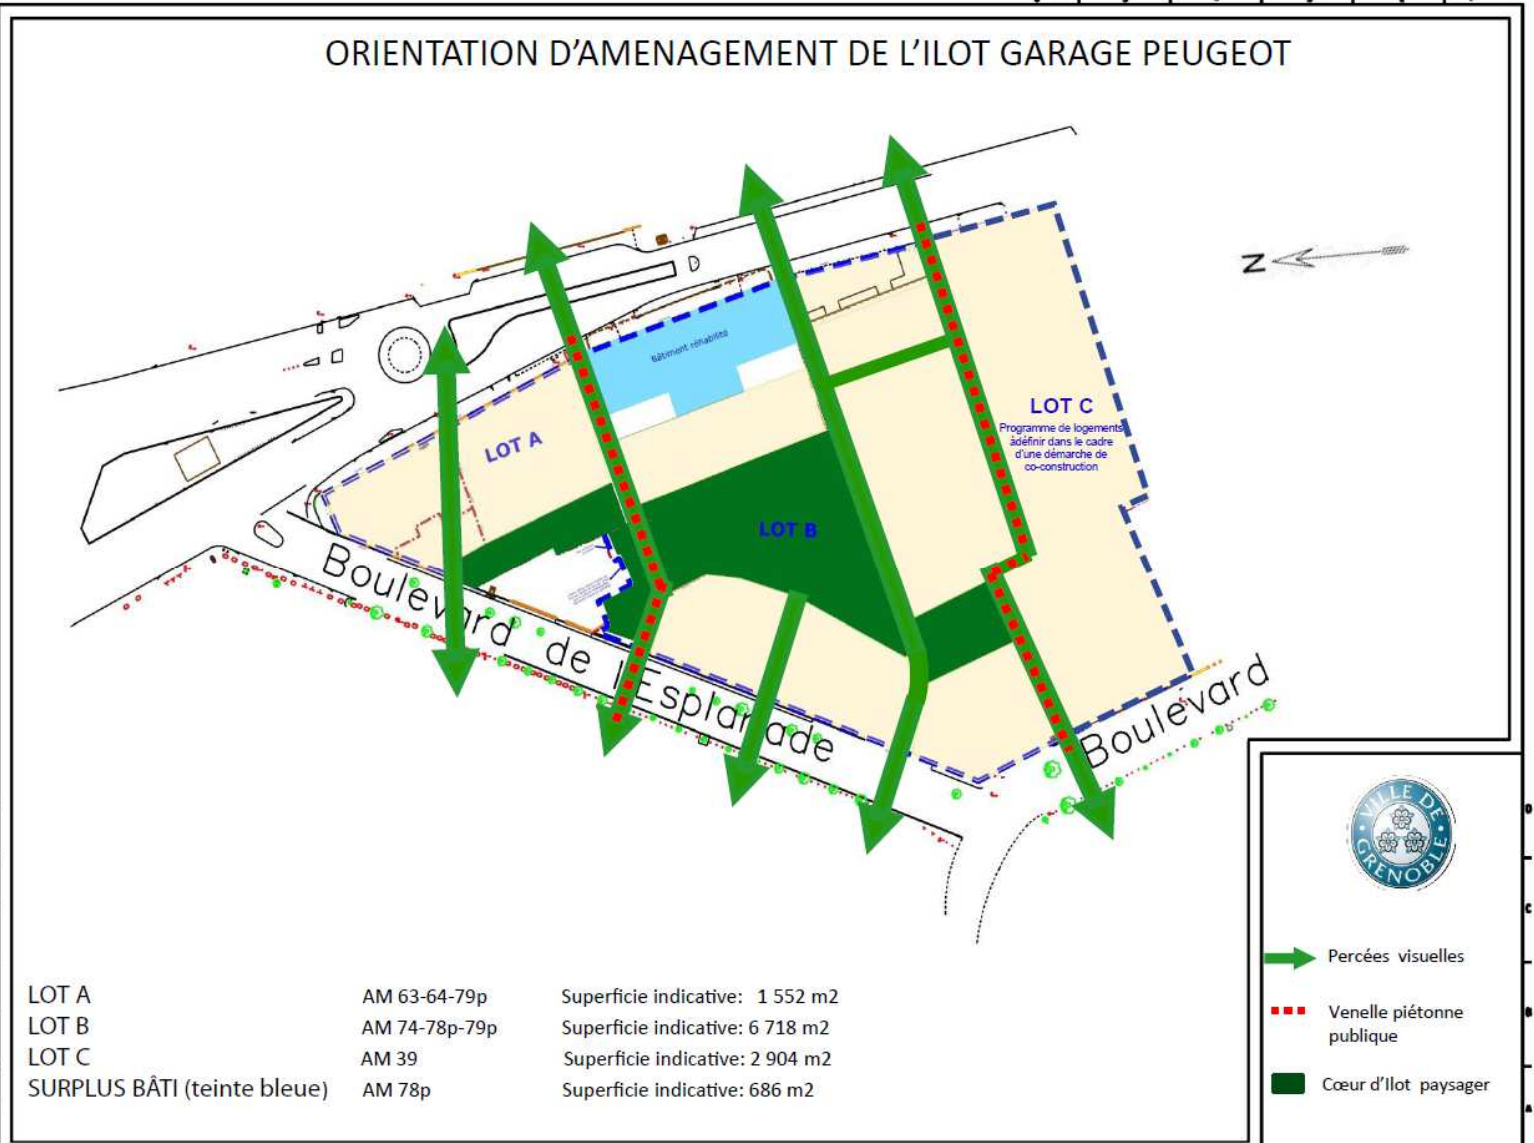 ORIENTATION D'AMENAGEMENT DE L'ILOT GARAGE PEUGEOT
N
Bâtiment réhabilité
LOT A
LOT C
Programme de logements
àdéfinir dans le cadre
d'une démarche de
co-construction
LOT B
Boulevard de l'Esplanade
Boulevard
VILLE DE
GRENOBLE
Percées visuelles
Venelle piétonne
publique
Cœur d'Ilot paysager
LOT A AM 63-64-79p Superficie indicative: 1 552 m2
LOT B AM 74-78p-79p Superficie indicative: 6 718 m2
LOT C AM 39 Superficie indicative: 2 904 m2
SURPLUS BÂTI (teinte bleue) AM 78p Superficie indicative: 686 m2